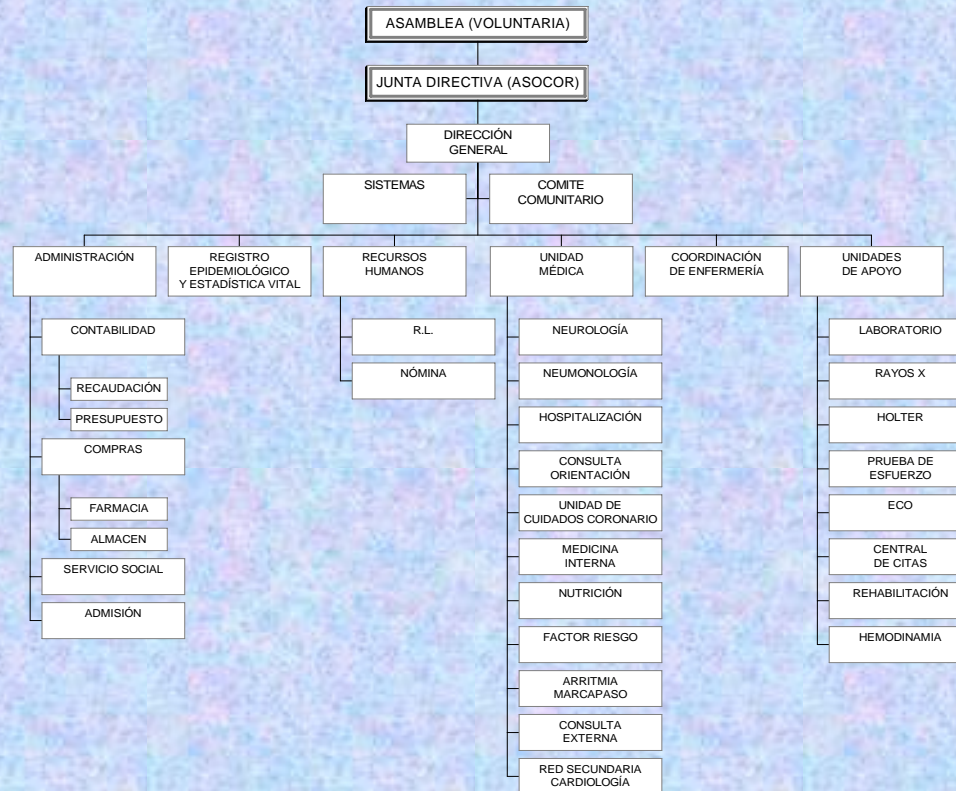 ASAMBLEA (VOLUNTARIA)
JUNTA DIRECTIVA (ASOCOR)
DIRECCIÓN
GENERAL
SISTEMAS
COMITE
COMUNITARIO
ADMINISTRACIÓN
CONTABILIDAD
RECAUDACIÓN
PRESUPUESTO
COMPRAS
FARMACIA
ALMACEN
SERVICIO SOCIAL
ADMISIÓN
REGISTRO
EPIDEMIOLÓGICO
Y ESTADÍSTICA VITAL
RECURSOS
HUMANOS
R.L.
NÓMINA
UNIDAD
MÉDICA
NEUROLOGÍA
NEUMONOLOGÍA
HOSPITALIZACIÓN
CONSULTA
ORIENTACIÓN
UNIDAD DE
CUIDADOS CORONARIO
MEDICINA
INTERNA
NUTRICIÓN
FACTOR RIESGO
ARRITMIA
MARCAPASO
CONSULTA
EXTERNA
RED SECUNDARIA
CARDIOLOGÍA
COORDINACIÓN
DE ENFERMERÍA
UNIDADES
DE APOYO
LABORATORIO
RAYOS X
HOLTER
PRUEBA DE
ESFUERZO
ECO
CENTRAL
DE CITAS
REHABILITACIÓN
HEMODINAMIA